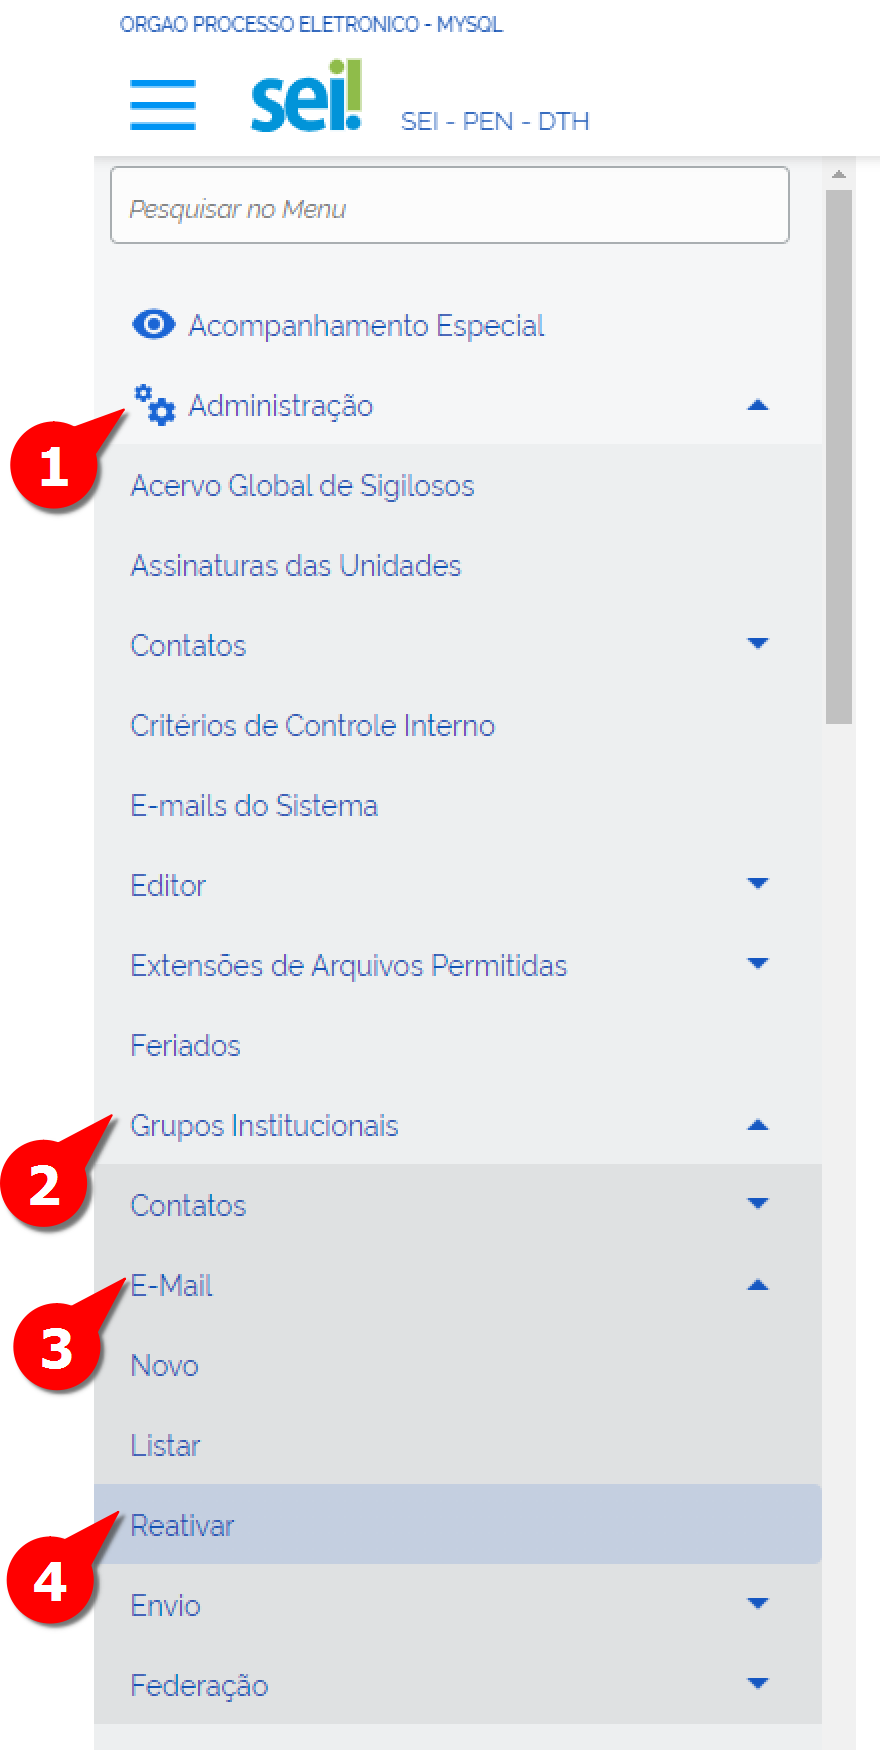 ORGAO PROCESSO ELETRONICO - MYSQL
sei! SEI - PEN - DTH
Pesquisar no Menu
Acompanhamento Especial
Administração
1
Acervo Global de Sigilosos
Assinaturas das Unidades
Contatos
Critérios de Controle Interno
E-mails do Sistema
Editor
Extensões de Arquivos Permitidas
Feriados
Grupos Institucionais
2
Contatos
E-Mail
3
Novo
Listar
Reativar
4
Envio
Federação